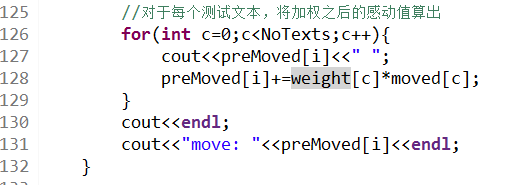 125 //对于每个测试文本，将加权之后的感动值算出
126 for(int c=0;c<NoTexts;c++){
127 cout<<preMoved[i]<<" ";
128 preMoved[i]+=weight[c]*moved[c];
129 }
130 cout<<endl;
131 cout<<"move: "<<preMoved[i]<<endl;
132 }